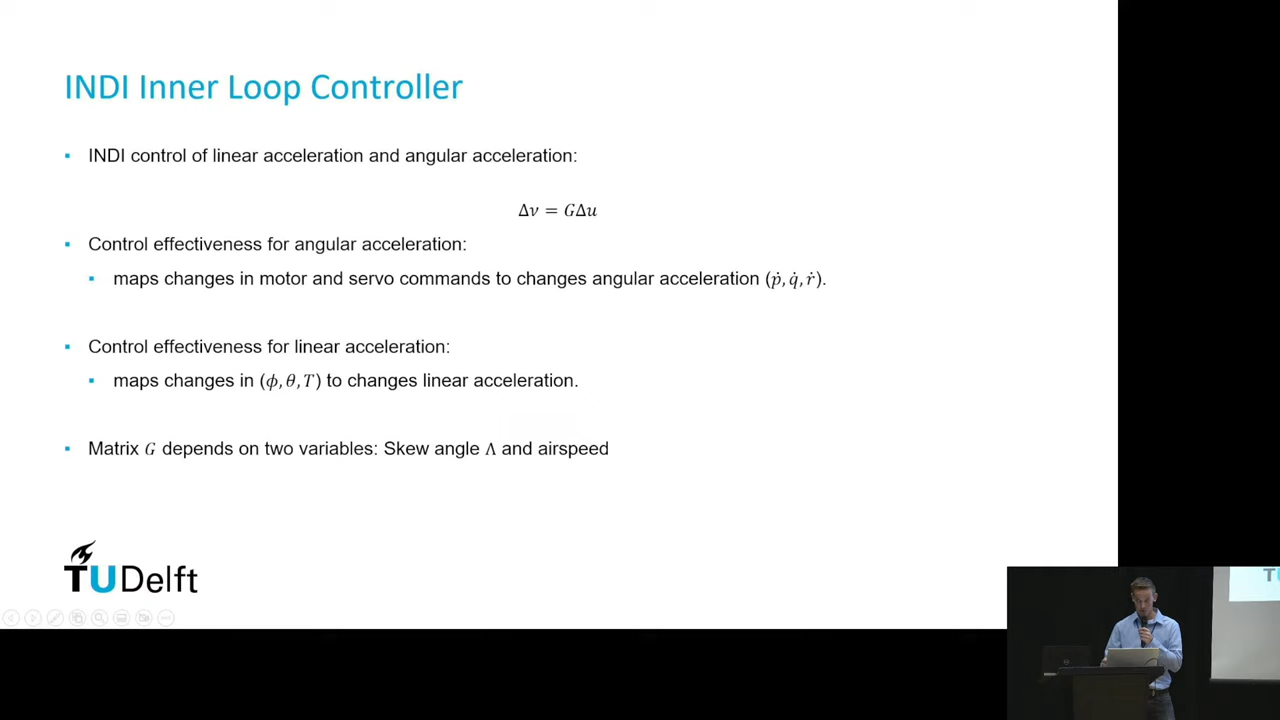 INDI Inner Loop Controller
INDI control of linear acceleration and angular acceleration:
Δν = GΔu
Control effectiveness for angular acceleration:
maps changes in motor and servo commands to changes angular acceleration (ṗ, q̇, ṙ).
Control effectiveness for linear acceleration:
maps changes in (ϕ, θ, T) to changes linear acceleration.
Matrix G depends on two variables: Skew angle Λ and airspeed
TUDelft
TU